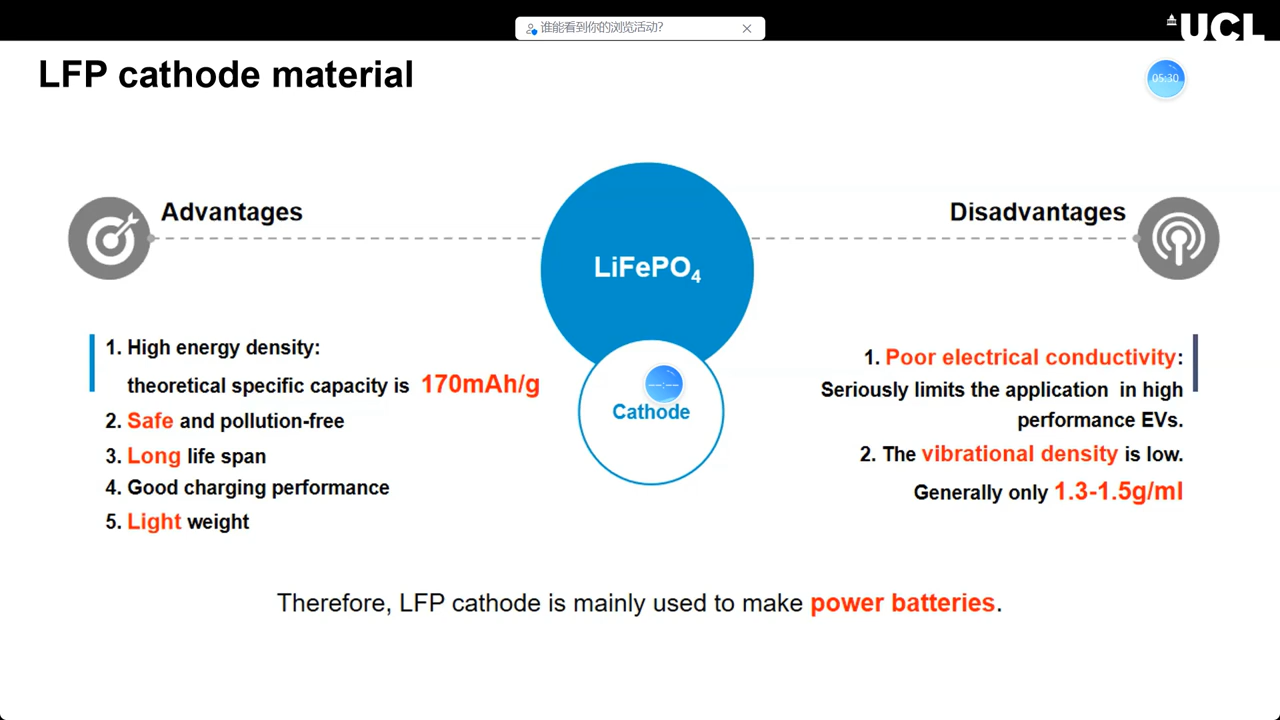 谁能看到你的浏览活动?
UCL
LFP cathode material
05:30
Advantages
Disadvantages
LiFePO₄
1. High energy density:
theoretical specific capacity is 170mAh/g
2. Safe and pollution-free
3. Long life span
4. Good charging performance
5. Light weight
--:--
Cathode
1. Poor electrical conductivity:
Seriously limits the application in high
performance EVs.
2. The vibrational density is low.
Generally only 1.3-1.5g/ml
Therefore, LFP cathode is mainly used to make power batteries.